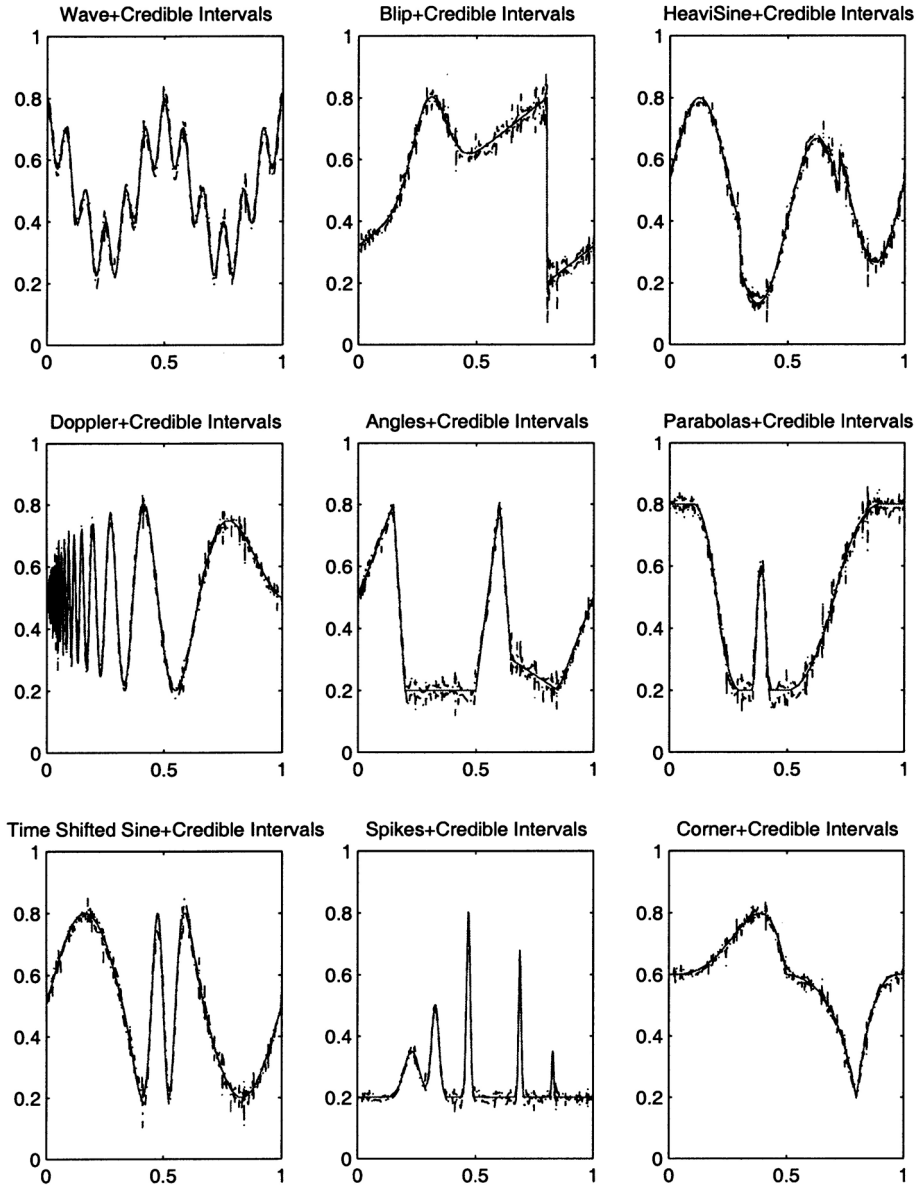 Wave+Credible Intervals
Blip+Credible Intervals
HeaviSine+Credible Intervals
1 0.8 0.6 0.4 0.2 0
0 0.5 1
1 0.8 0.6 0.4 0.2 0
0 0.5 1
1 0.8 0.6 0.4 0.2 0
0 0.5 1
Doppler+Credible Intervals
Angles+Credible Intervals
Parabolas+Credible Intervals
1 0.8 0.6 0.4 0.2 0
0 0.5 1
1 0.8 0.6 0.4 0.2 0
0 0.5 1
1 0.8 0.6 0.4 0.2 0
0 0.5 1
Time Shifted Sine+Credible Intervals
Spikes+Credible Intervals
Corner+Credible Intervals
1 0.8 0.6 0.4 0.2 0
0 0.5 1
1 0.8 0.6 0.4 0.2 0
0 0.5 1
1 0.8 0.6 0.4 0.2 0
0 0.5 1